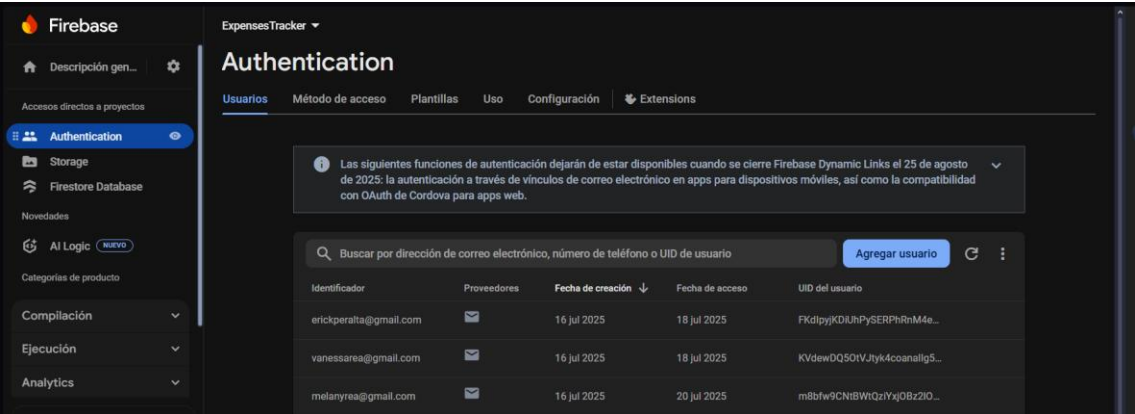 Firebase
ExpensesTracker
Descripción gen...
Authentication
Accesos directos a proyectos
Usuarios Método de acceso Plantillas Uso Configuración Extensions
Authentication
Storage
Firestore Database
Novedades
AI Logic NUEVO
Categorías de producto
Compilación
Ejecución
Analytics
Las siguientes funciones de autenticación dejarán de estar disponibles cuando se cierre Firebase Dynamic Links el 25 de agosto
de 2025: la autenticación a través de vínculos de correo electrónico en apps para dispositivos móviles, así como la compatibilidad
con OAuth de Cordova para apps web.
Buscar por dirección de correo electrónico, número de teléfono o UID de usuario Agregar usuario
Identificador Proveedores Fecha de creación Fecha de acceso UID del usuario
erickperalta@gmail.com 16 jul 2025 18 jul 2025
vanessarea@gmail.com 16 jul 2025 18 jul 2025
melanyrea@gmail.com 16 jul 2025 20 jul 2025